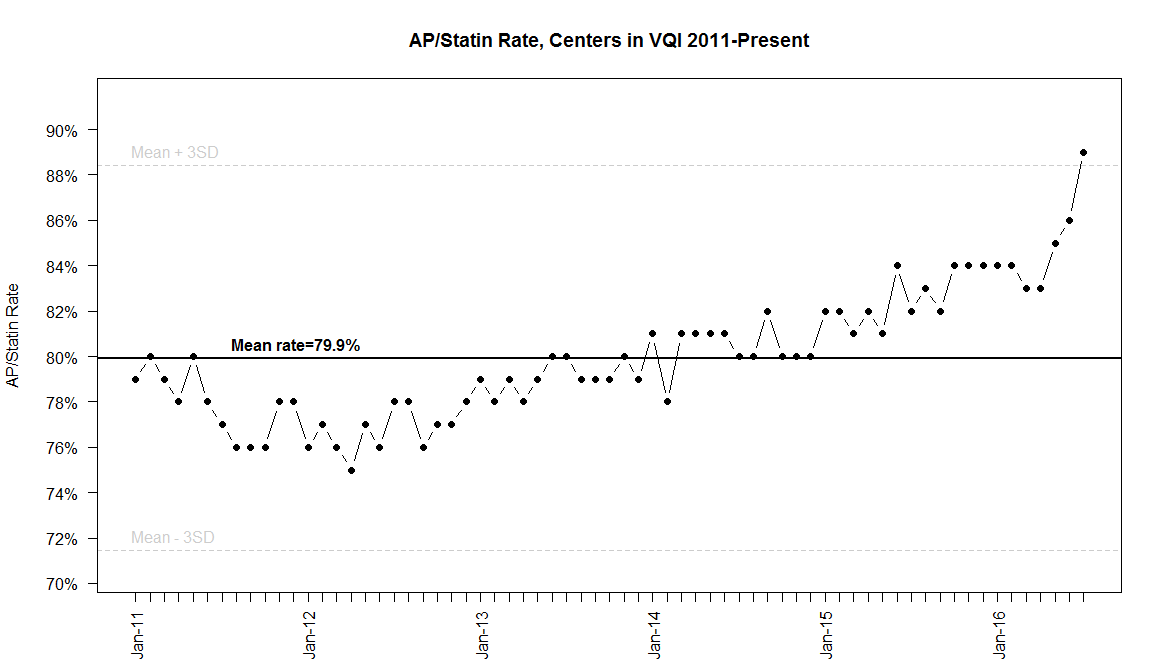 AP/Statin Rate, Centers in VQI 2011-Present
90%
Mean + 3SD
88%
86%
84%
82%
Mean rate=79.9%
80%
78%
76%
74%
Mean - 3SD
72%
70%
AP/Statin Rate
Jan-11
Jan-12
Jan-13
Jan-14
Jan-15
Jan-16